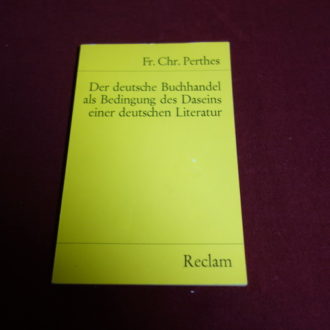 Fr. Chr. Perthes
Der deutsche Buchhandel
als Bedingung des Daseins
einer deutschen Literatur
Reclam